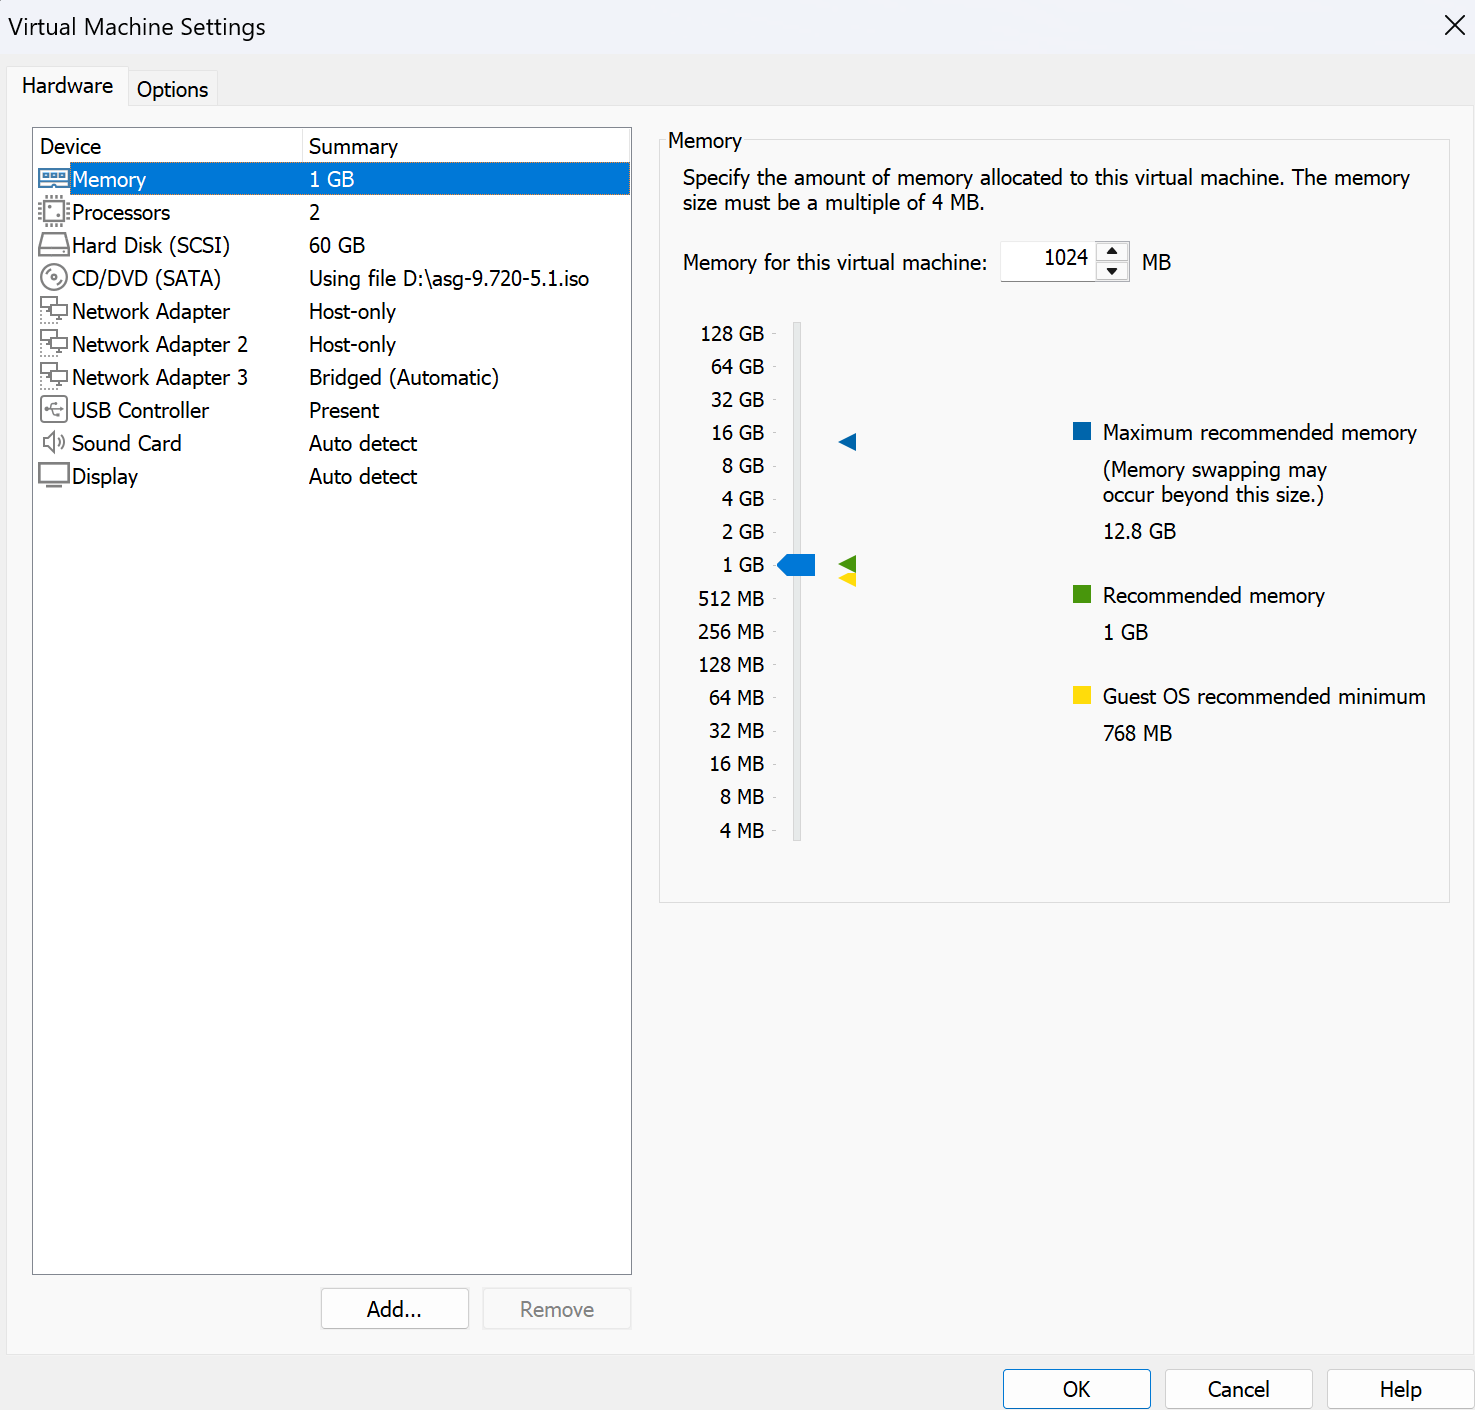 Virtual Machine Settings
Hardware
Options
Device Summary
Memory 1 GB
Processors 2
Hard Disk (SCSI) 60 GB
CD/DVD (SATA) Using file D:\asg-9.720-5.1.iso
Network Adapter Host-only
Network Adapter 2 Host-only
Network Adapter 3 Bridged (Automatic)
USB Controller Present
Sound Card Auto detect
Display Auto detect
Add...
Remove
Memory
Specify the amount of memory allocated to this virtual machine. The memory
size must be a multiple of 4 MB.
Memory for this virtual machine: 1024 MB
128 GB
64 GB
32 GB
16 GB
8 GB
4 GB
2 GB
1 GB
512 MB
256 MB
128 MB
64 MB
32 MB
16 MB
8 MB
4 MB
Maximum recommended memory
(Memory swapping may
occur beyond this size.)
12.8 GB
Recommended memory
1 GB
Guest OS recommended minimum
768 MB
OK
Cancel
Help